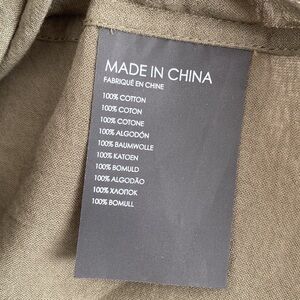 MADE IN CHINA
FABRIQUÉ EN CHINE
100% COTTON
100% COTON
100% COTONE
100% ALGODÓN
100% BAUMWOLLE
100% KATOEN
100% BOMULD
100% ALGODÃO
100% ХЛОПОК
100% BOMULL